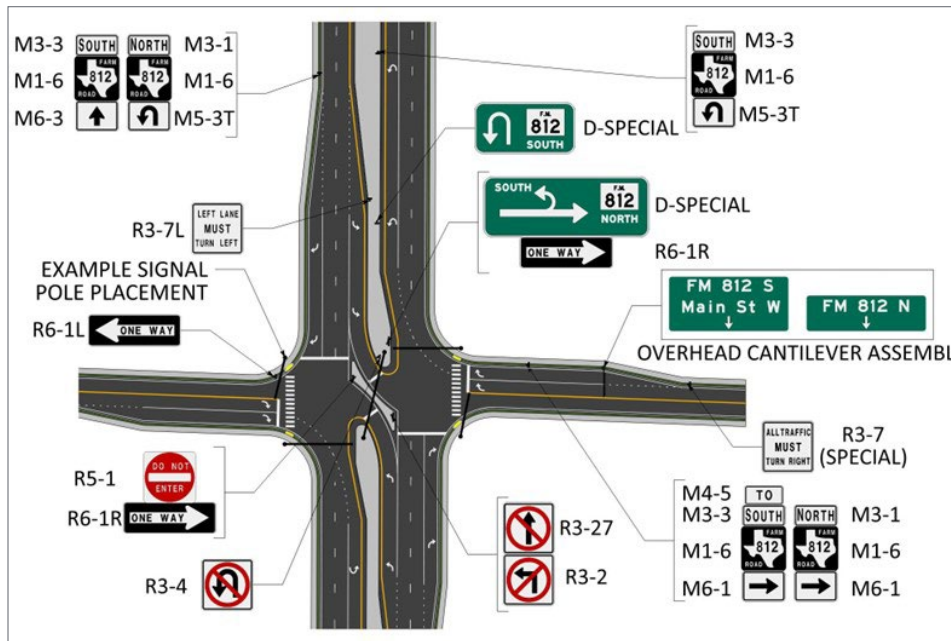 M3-3 SOUTH NORTH M3-1
M1-6 FARM ROAD 812 FARM ROAD 812 M1-6
M6-3 M5-3T
SOUTH M3-3
FARM ROAD 812 M1-6
M5-3T
F.M. 812 SOUTH D-SPECIAL
SOUTH F.M. 812 NORTH D-SPECIAL
ONE WAY R6-1R
R3-7L LEFT LANE MUST TURN LEFT
EXAMPLE SIGNAL
POLE PLACEMENT
R6-1L ONE WAY
FM 812 S
Main St W
FM 812 N
OVERHEAD CANTILEVER ASSEMBL
ALL TRAFFIC MUST TURN RIGHT R3-7
(SPECIAL)
R5-1 DO NOT ENTER
R6-1R ONE WAY
R3-4
R3-27
R3-2
M4-5 TO
M3-3 SOUTH NORTH M3-1
M1-6 FARM ROAD 812 FARM ROAD 812 M1-6
M6-1 M6-1